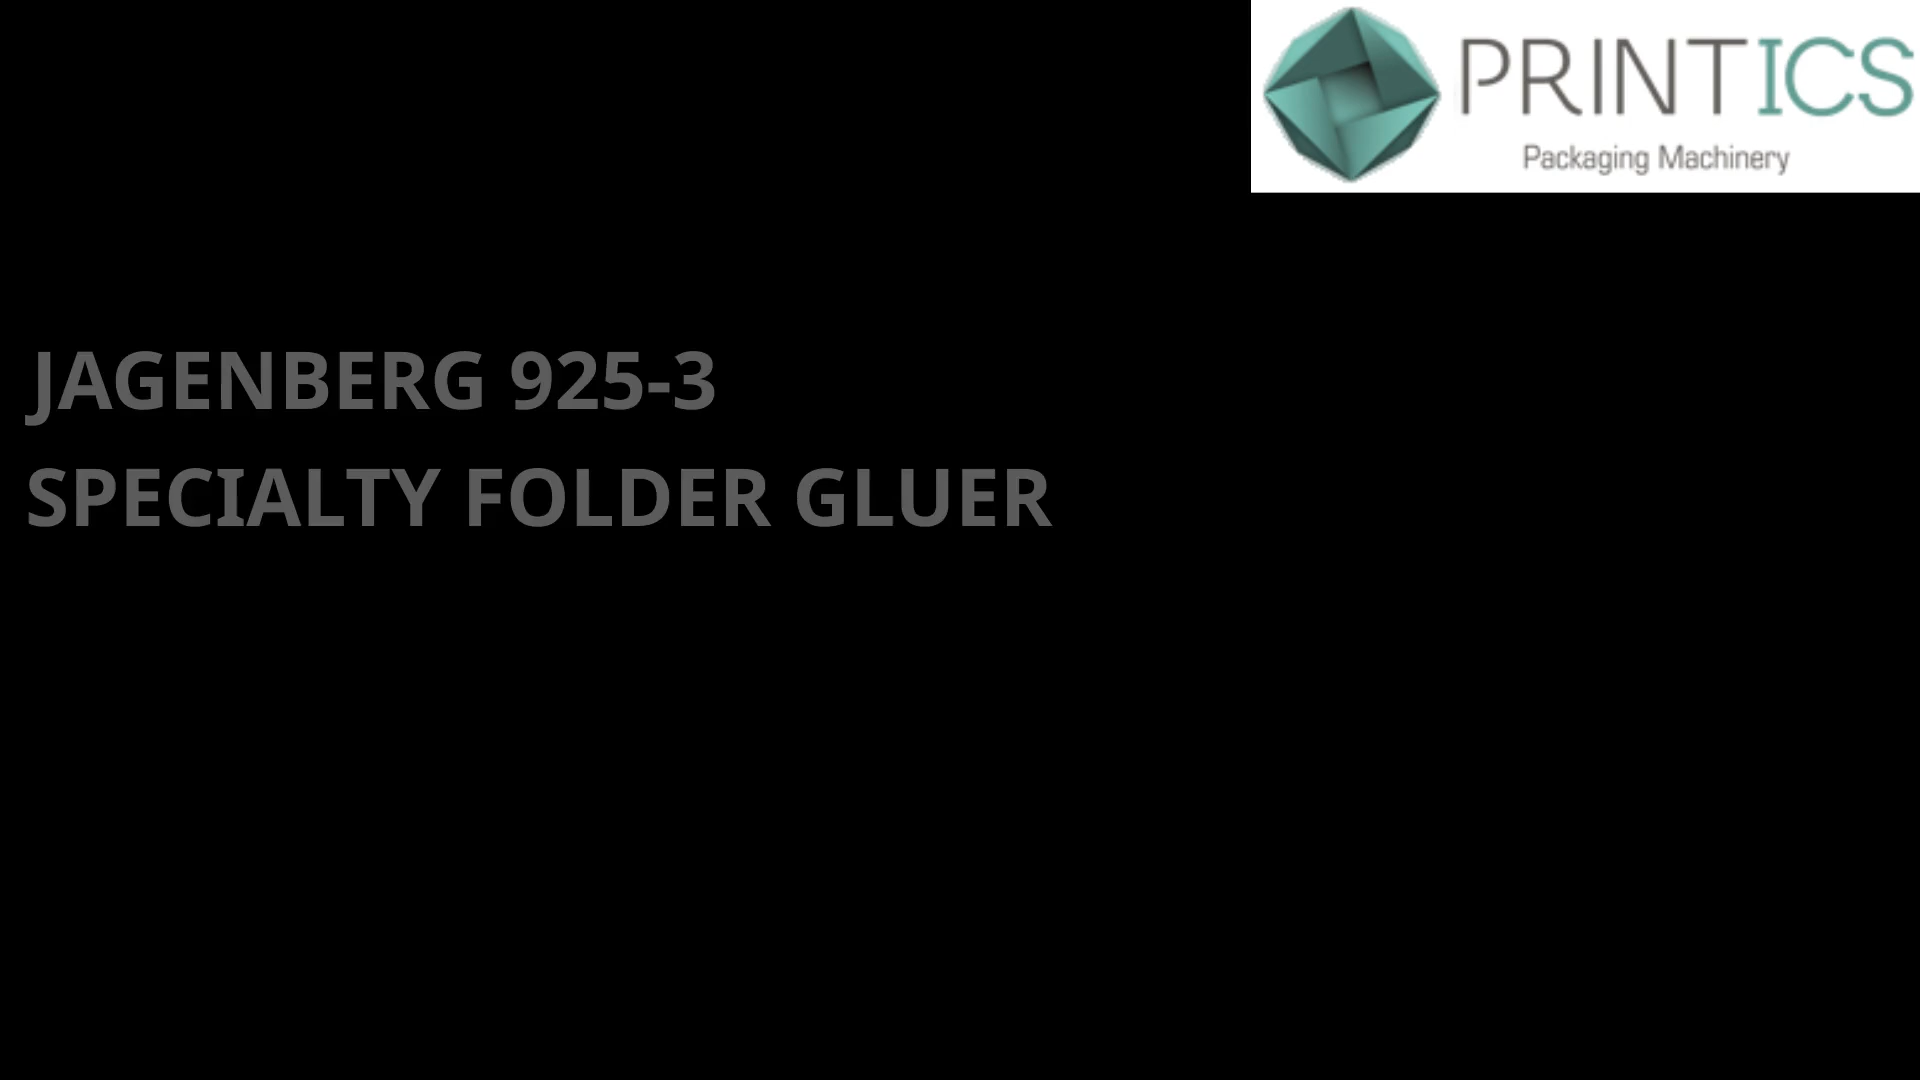 PRINTICS
Packaging Machinery
JAGENBERG 925-3
SPECIALTY FOLDER GLUER